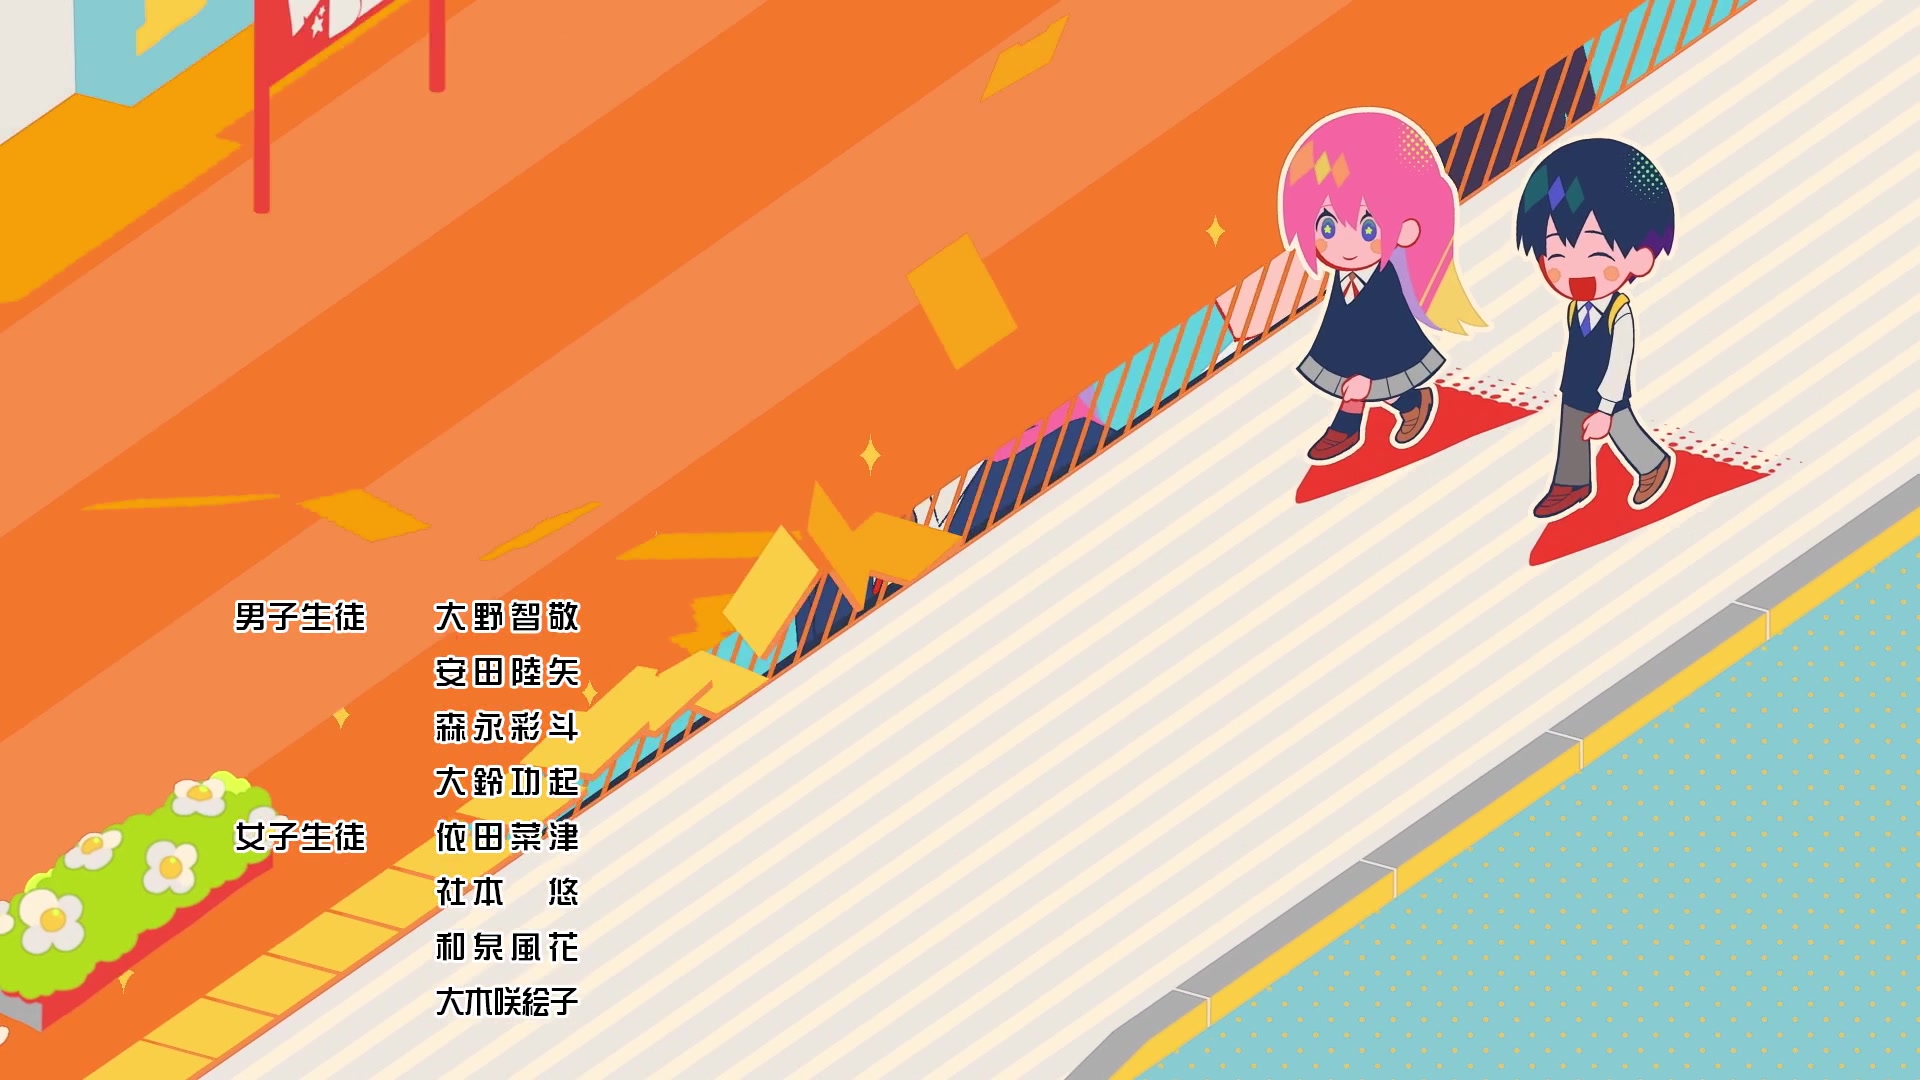 男子生徒 大野智敬
安田陸矢
森永彩斗
大鈴功起
女子生徒 依田菜津
社本 悠
和泉風花
大木咲絵子